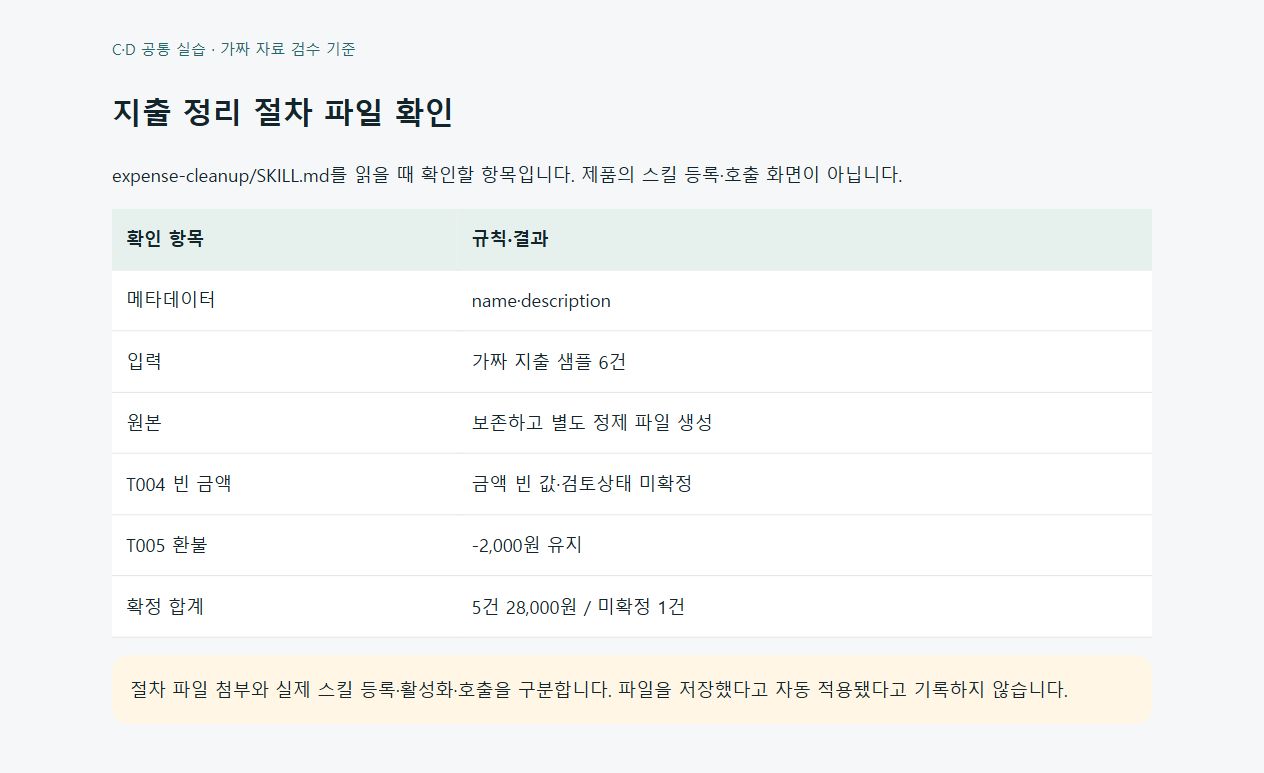 C·D 공통 실습 · 가짜 자료 검수 기준
지출 정리 절차 파일 확인
expense-cleanup/SKILL.md를 읽을 때 확인할 항목입니다. 제품의 스킬 등록·호출 화면이 아닙니다.
확인 항목 규칙·결과
메타데이터 name·description
입력 가짜 지출 샘플 6건
원본 보존하고 별도 정제 파일 생성
T004 빈 금액 금액 빈 값·검토상태 미확정
T005 환불 -2,000원 유지
확정 합계 5건 28,000원 / 미확정 1건
절차 파일 첨부와 실제 스킬 등록·활성화·호출을 구분합니다. 파일을 저장했다고 자동 적용됐다고 기록하지 않습니다.